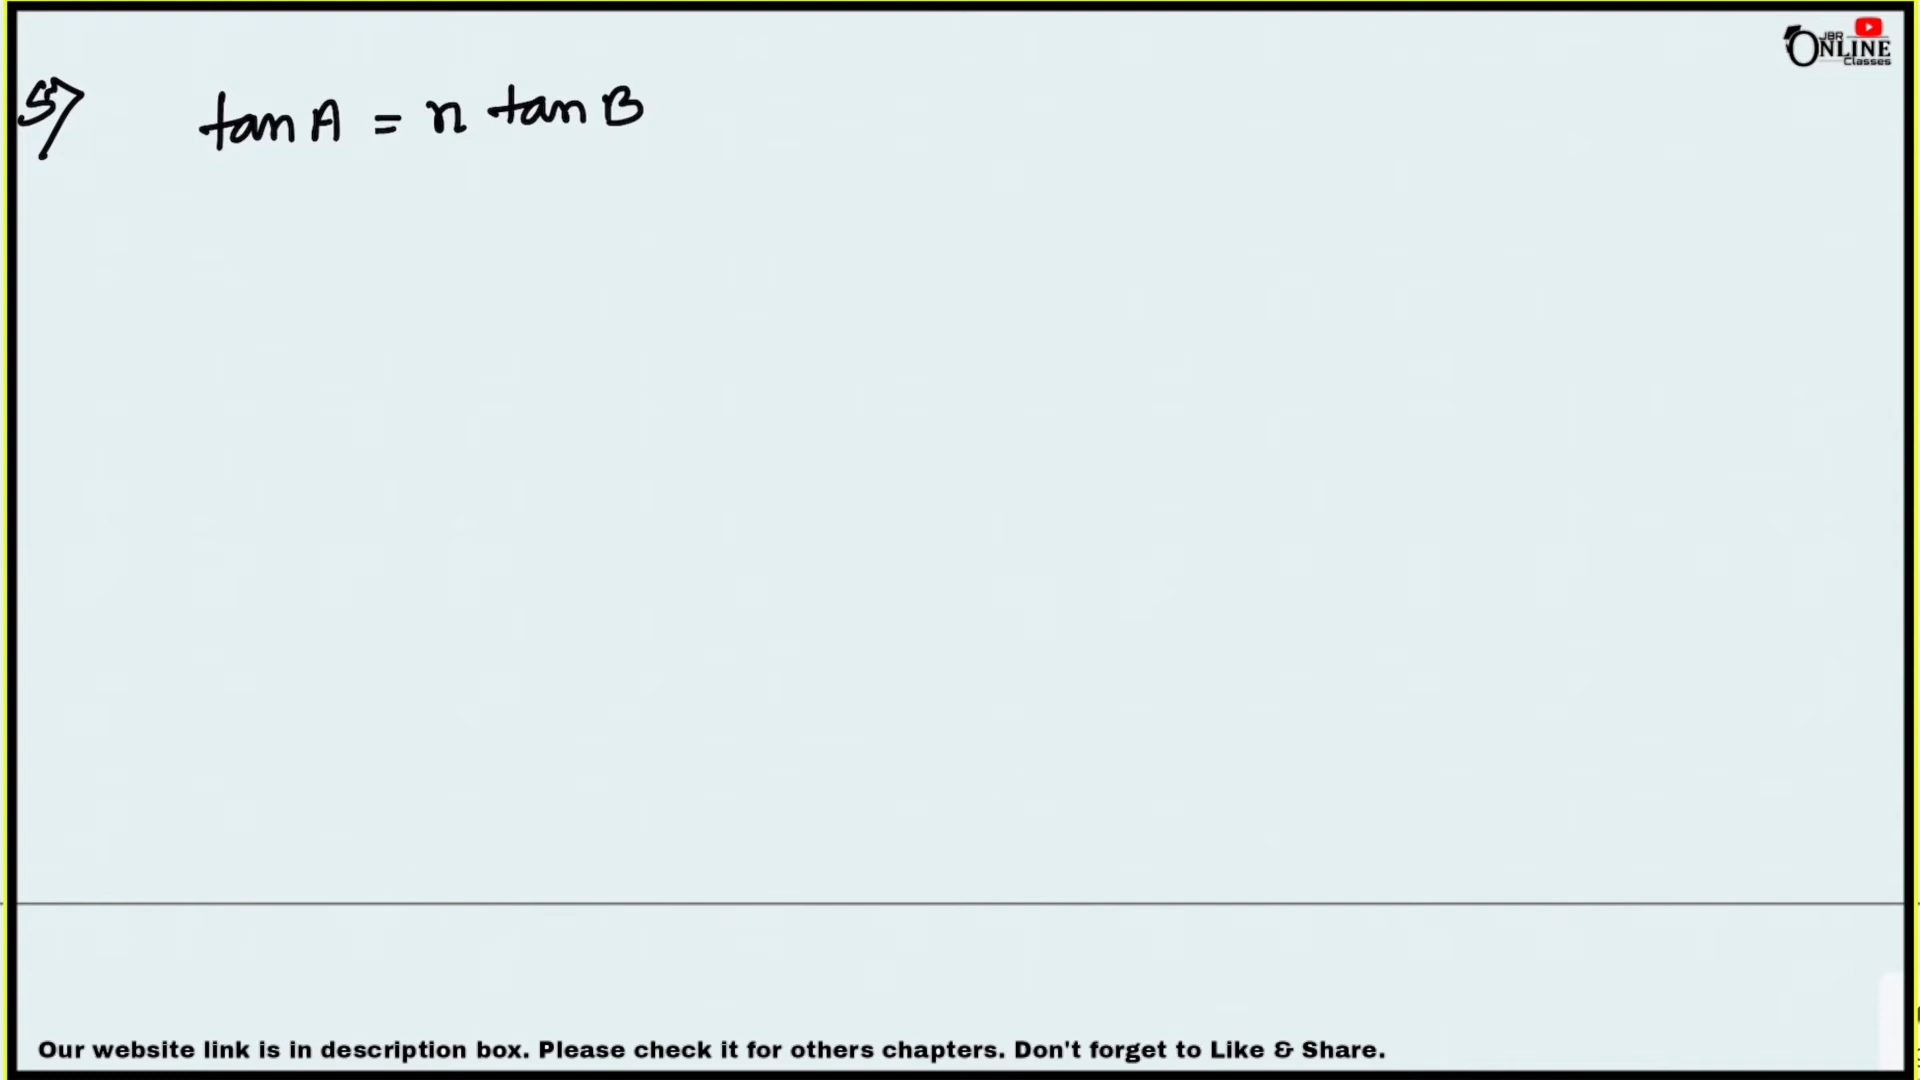 JBR
ONLINE
Classes
5)
tan A = n tan B
Our website link is in description box. Please check it for others chapters. Don't forget to Like & Share.